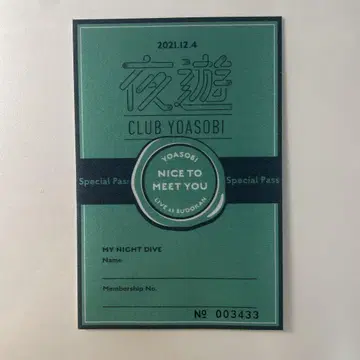 2021.12.4
夜遊
CLUB YOASOBI
YOASOBI
Special Pass
NICE TO
MEET YOU
Special Pass
LIVE at BUDOKAN
MY NIGHT DIVE
Name.
Membership No.
№ 003433